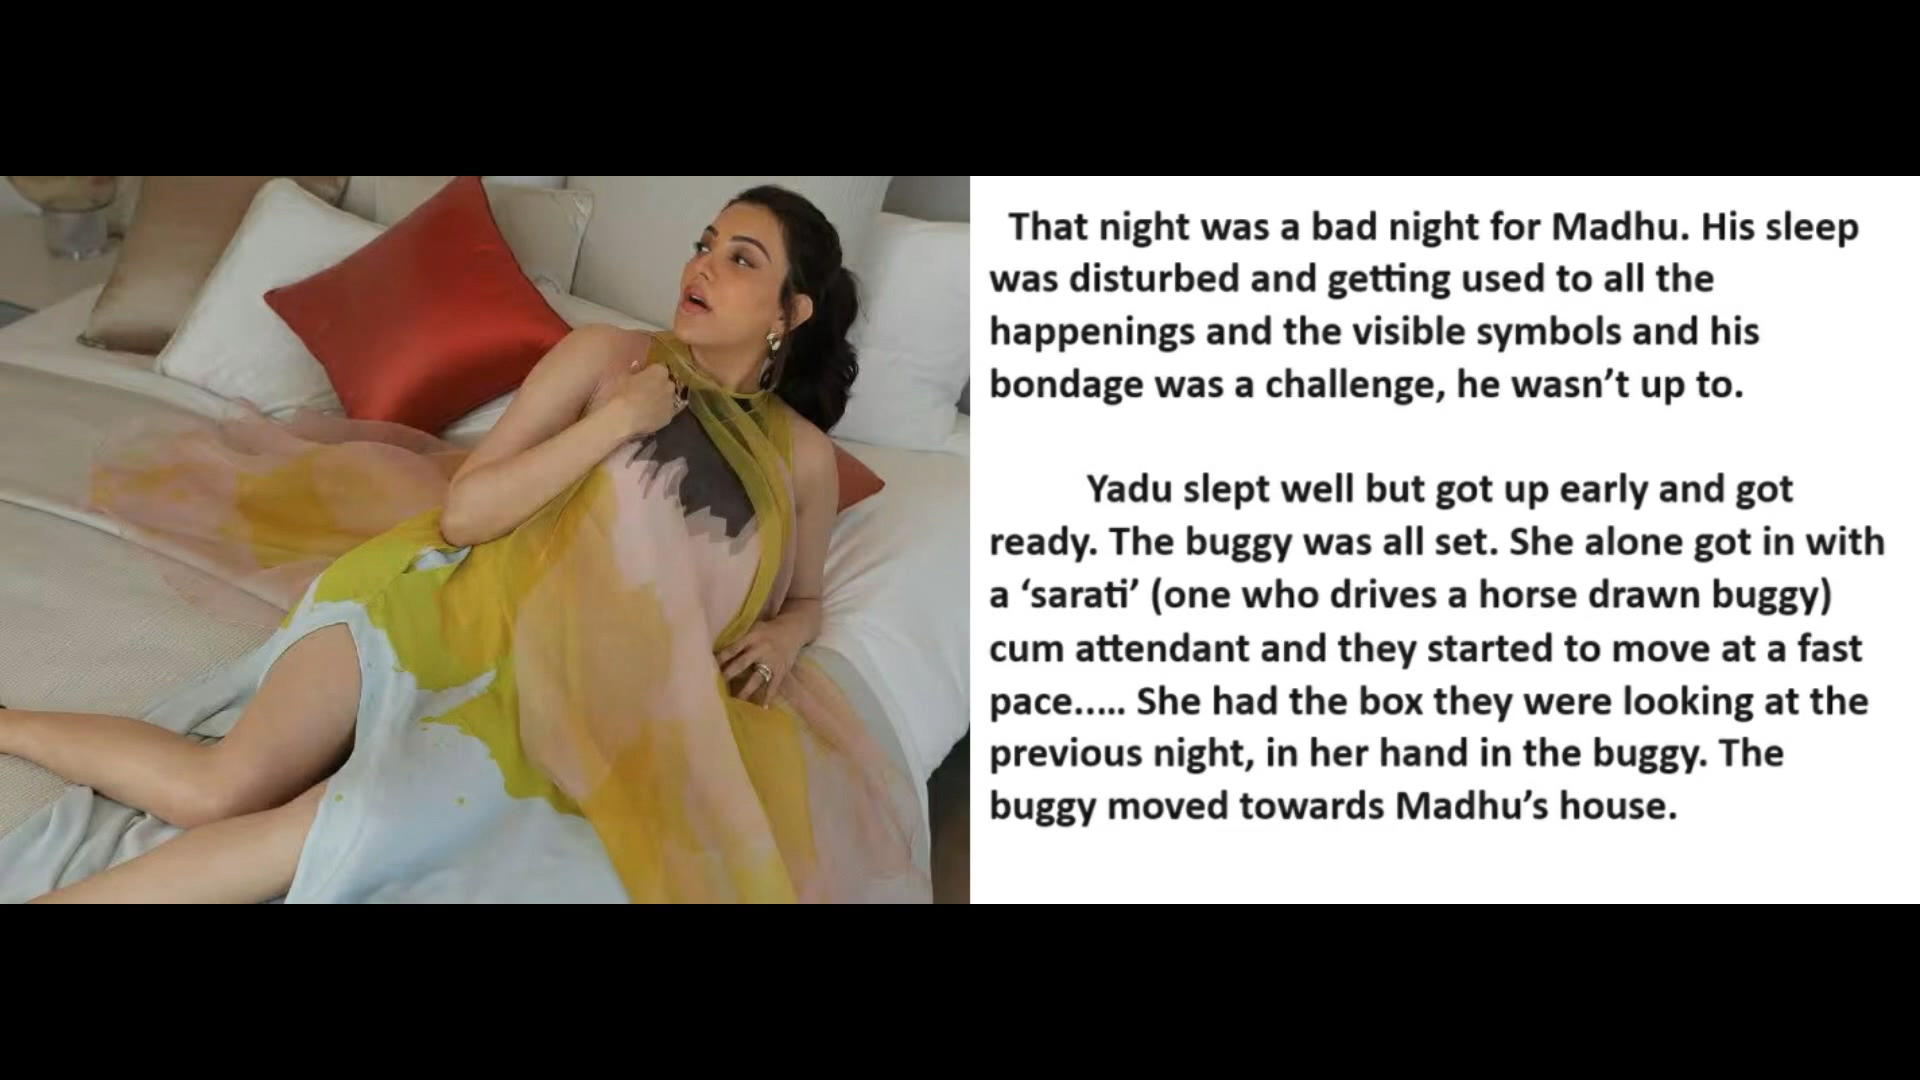 That night was a bad night for Madhu. His sleep
was disturbed and getting used to all the
happenings and the visible symbols and his
bondage was a challenge, he wasn’t up to.
Yadu slept well but got up early and got
ready. The buggy was all set. She alone got in with
a ‘sarati’ (one who drives a horse drawn buggy)
cum attendant and they started to move at a fast
pace..... She had the box they were looking at the
previous night, in her hand in the buggy. The
buggy moved towards Madhu’s house.